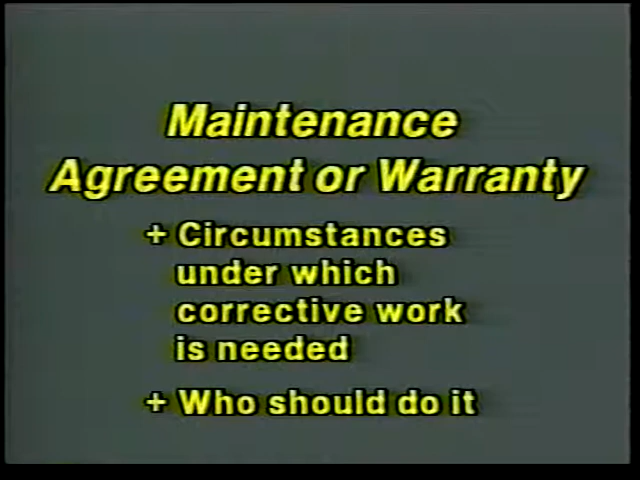 Maintenance
Agreement or Warranty
+ Circumstances
under which
corrective work
is needed
+ Who should do it